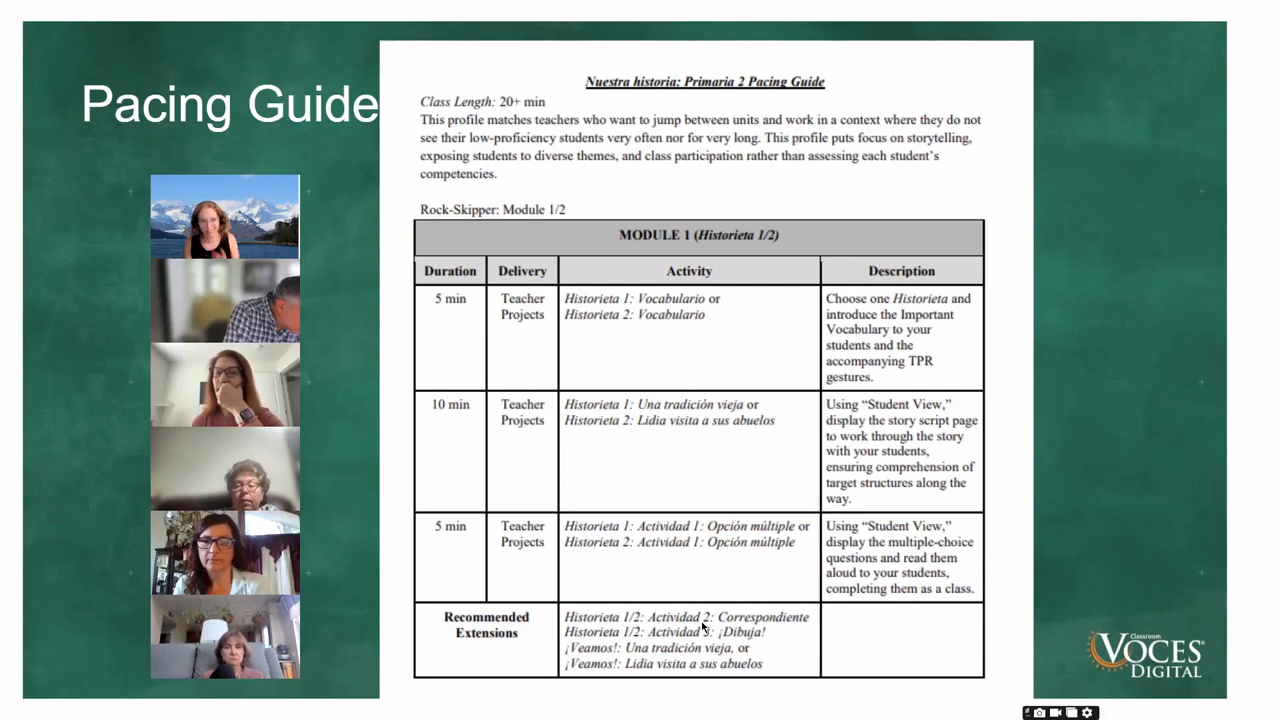 Pacing Guide
Nuestra historia: Primaria 2 Pacing Guide
Class Length: 20+ min
This profile matches teachers who want to jump between units and work in a context where they do not
see their low-proficiency students very often nor for very long. This profile puts focus on storytelling,
exposing students to diverse themes, and class participation rather than assessing each student's
competencies.
Rock-Skipper: Module 1/2
MODULE 1 (Historieta 1/2)
Duration Delivery Activity Description
5 min
Teacher
Projects
Historieta 1: Vocabulario or
Historieta 2: Vocabulario
Choose one Historieta and
introduce the Important
Vocabulary to your
students and the
accompanying TPR
gestures.
10 min
Teacher
Projects
Historieta 1: Una tradición vieja or
Historieta 2: Lidia visita a sus abuelos
Using “Student View,”
display the story script page
to work through the story
with your students,
ensuring comprehension of
target structures along the
way.
5 min
Teacher
Projects
Historieta 1: Actividad 1: Opción múltiple or
Historieta 2: Actividad 1: Opción múltiple
Using “Student View,”
display the multiple-choice
questions and read them
aloud to your students,
completing them as a class.
Recommended
Extensions
Historieta 1/2: Actividad 2: Correspondiente
Historieta 1/2: Actividad 3: ¡Dibuja!
¡Veamos!: Una tradición vieja, or
¡Veamos!: Lidia visita a sus abuelos
Classroom
VOCES®
DIGITAL